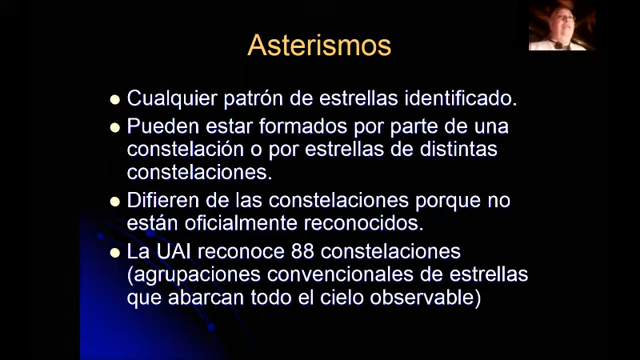 Asterismos
Cualquier patrón de estrellas identificado.
Pueden estar formados por parte de una
constelación o por estrellas de distintas
constelaciones.
Difieren de las constelaciones porque no
están oficialmente reconocidos.
La UAI reconoce 88 constelaciones
(agrupaciones convencionales de estrellas
que abarcan todo el cielo observable)